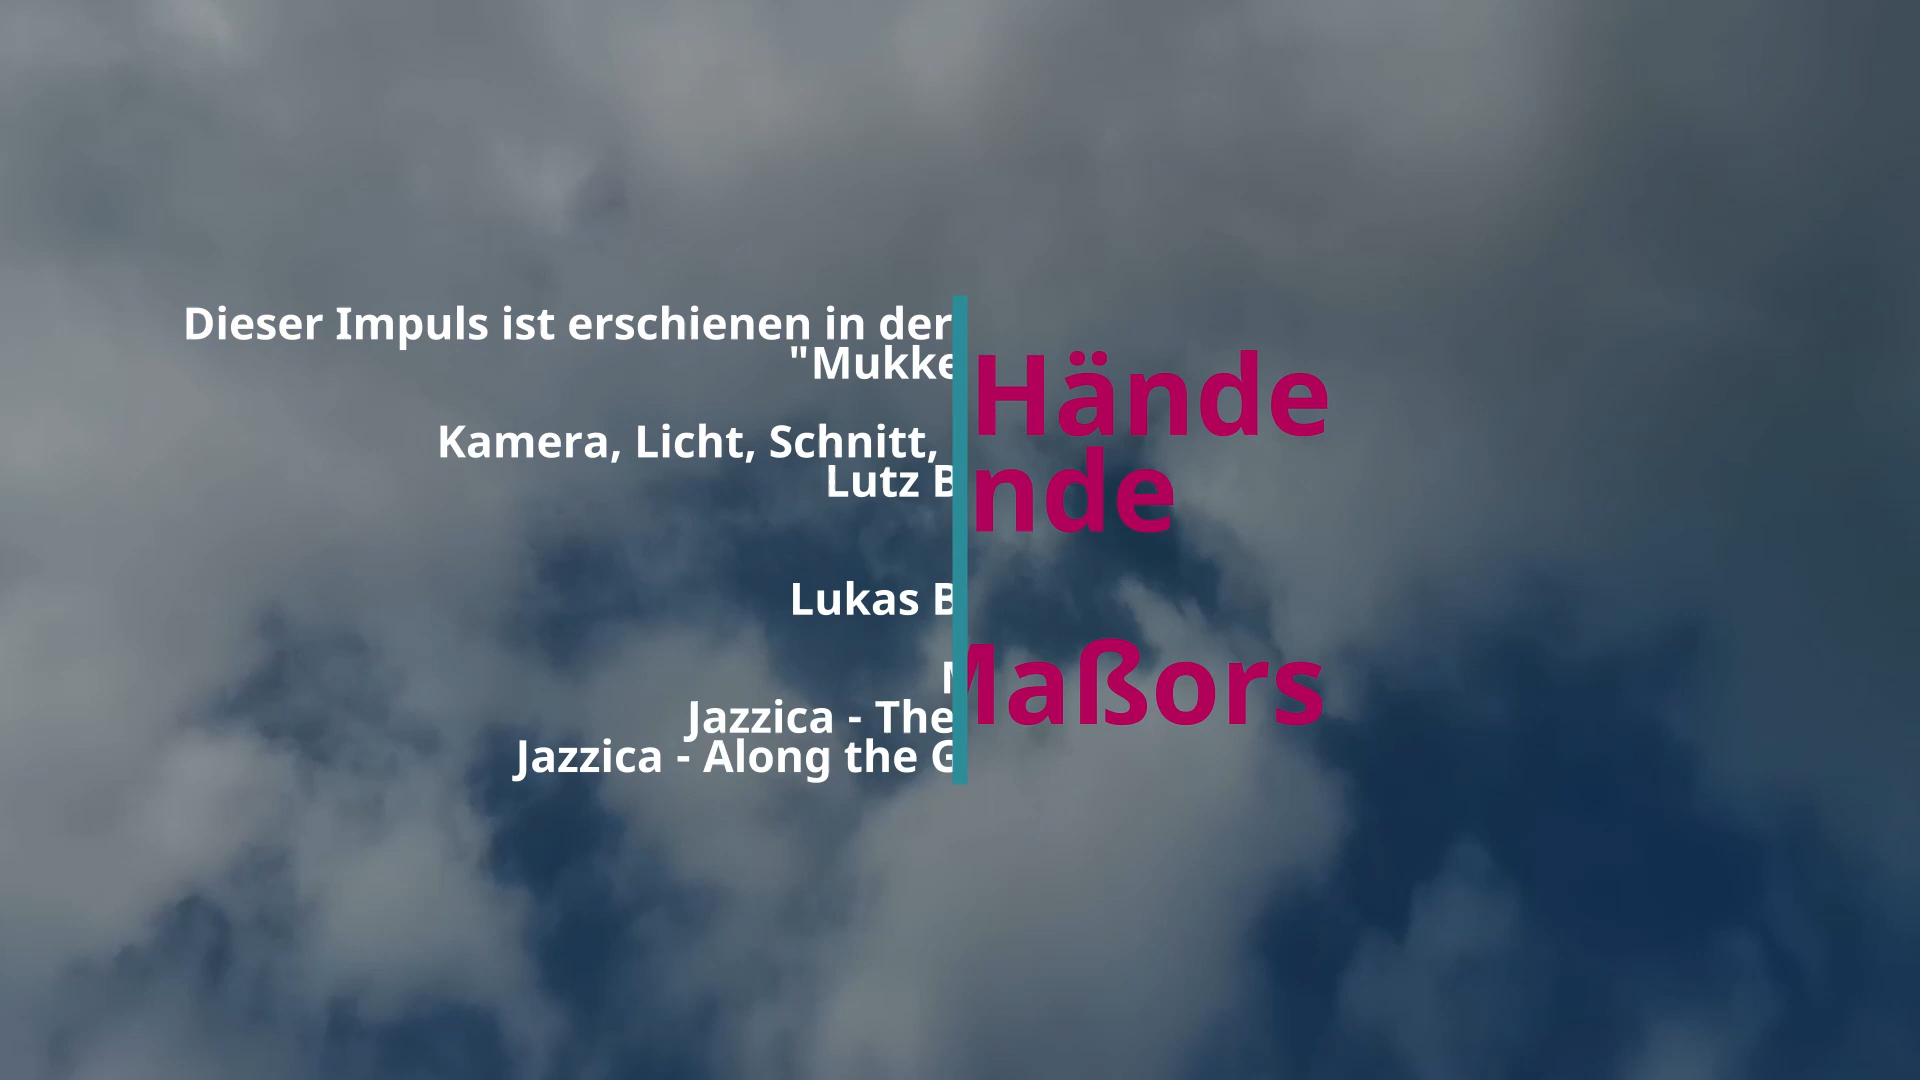 Dieser Impuls ist erschienen in der
"Mukke
Kamera, Licht, Schnitt,
Lutz B
Lukas B
Jazzica - The
Jazzica - Along the G
Hände
nde
Maßors